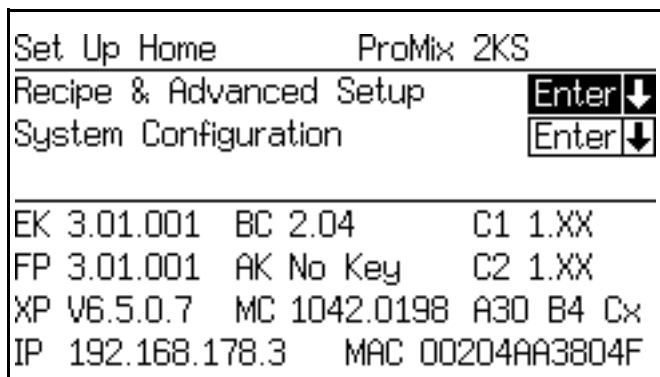 Set Up Home ProMix 2KS
Recipe & Advanced Setup Enter
System Configuration Enter
EK 3.01.001 BC 2.04 C1 1.XX
FP 3.01.001 AK No Key C2 1.XX
XP V6.5.0.7 MC 1042.0198 A30 B4 Cx
IP 192.168.178.3 MAC 00204AA3804F